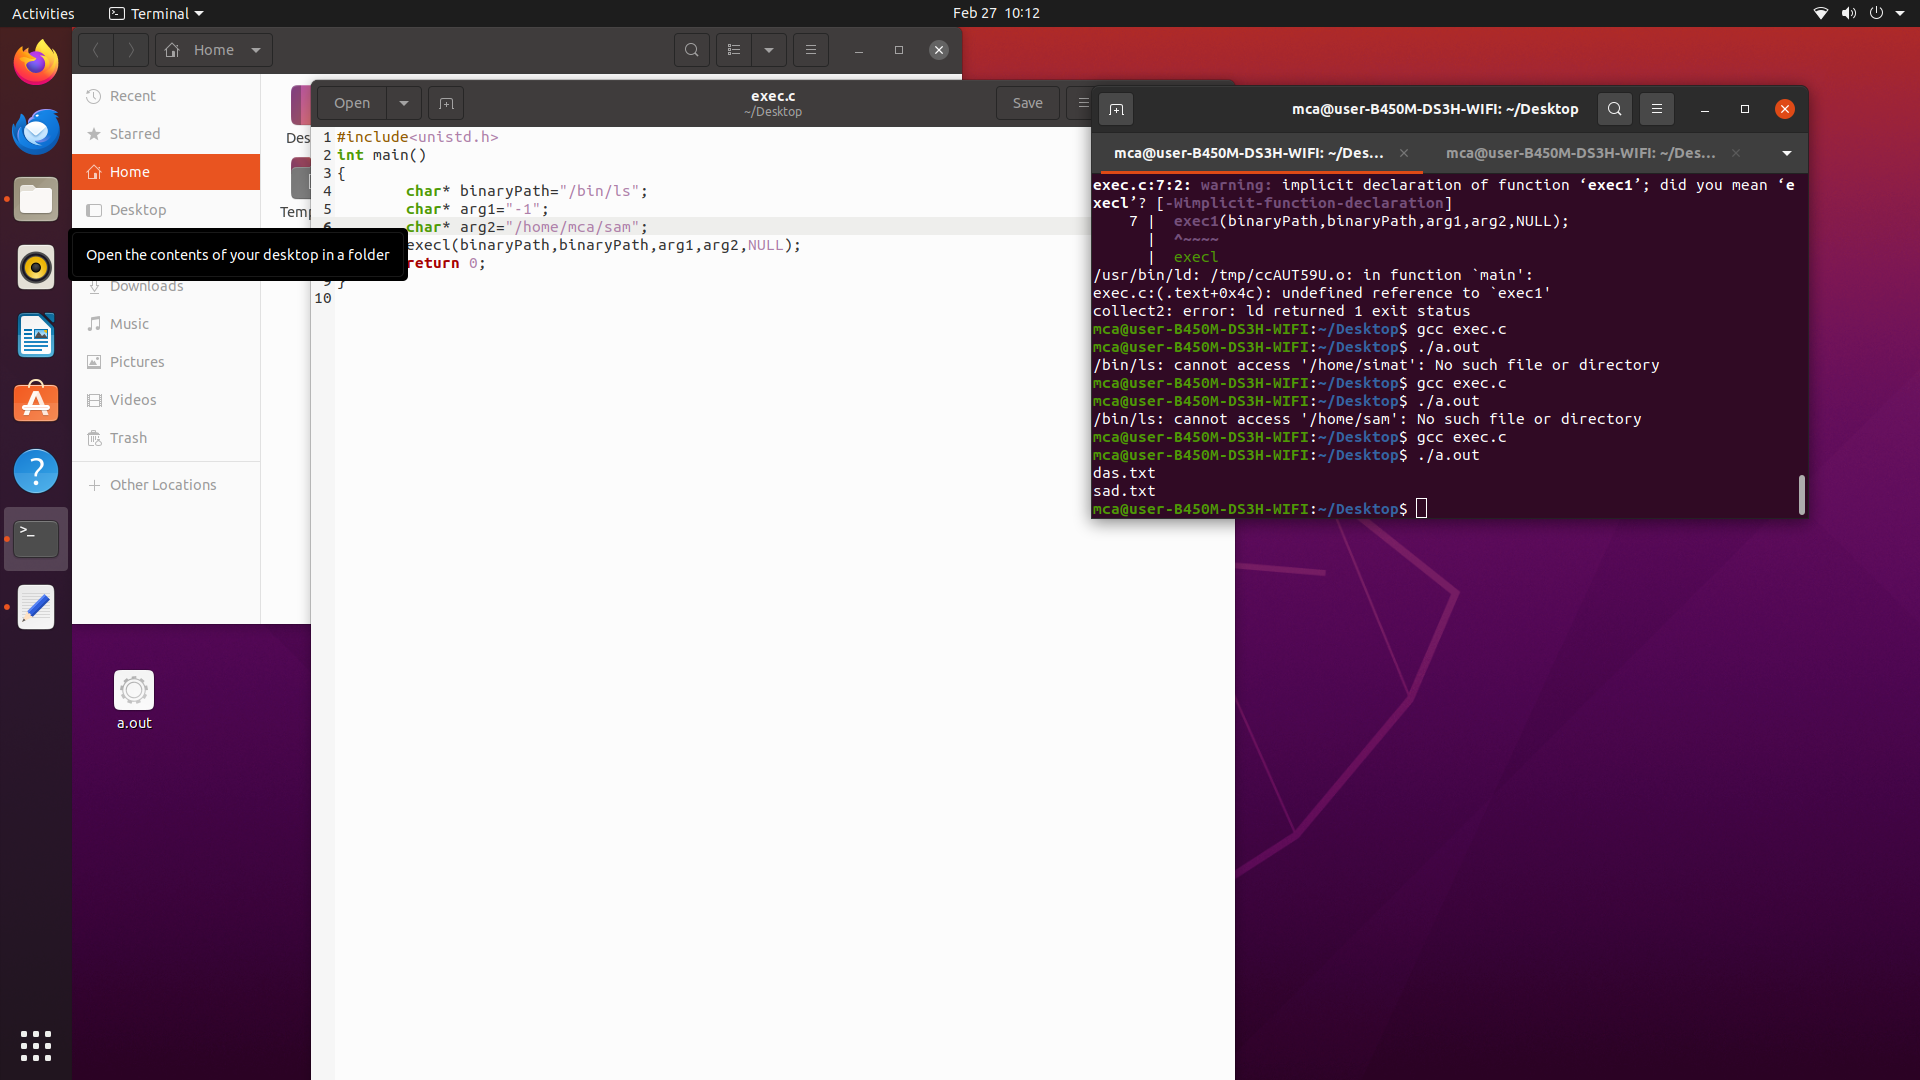 Activities
Terminal
Feb 27 10:12
Home
Recent
Starred
Home
Desktop
Open the contents of your desktop in a folder
Downloads
Music
Pictures
Videos
Trash
Other Locations
a.out
Open
exec.c
~/Desktop
Save
1 #include<unistd.h>
2 int main()
3 {
4 char* binaryPath="/bin/ls";
5 char* arg1="-1";
6 char* arg2="/home/mca/sam";
execl(binaryPath,binaryPath,arg1,arg2,NULL);
return 0;
9 }
10
mca@user-B450M-DS3H-WIFI: ~/Desktop
mca@user-B450M-DS3H-WIFI: ~/Des...
mca@user-B450M-DS3H-WIFI: ~/Des...
exec.c:7:2: warning: implicit declaration of function ‘exec1’; did you mean ‘e
xecl’? [-Wimplicit-function-declaration]
7 | exec1(binaryPath,binaryPath,arg1,arg2,NULL);
| ^~~~~
| execl
/usr/bin/ld: /tmp/ccAUT59U.o: in function `main':
exec.c:(.text+0x4c): undefined reference to `exec1'
collect2: error: ld returned 1 exit status
mca@user-B450M-DS3H-WIFI:~/Desktop$ gcc exec.c
mca@user-B450M-DS3H-WIFI:~/Desktop$ ./a.out
/bin/ls: cannot access '/home/simat': No such file or directory
mca@user-B450M-DS3H-WIFI:~/Desktop$ gcc exec.c
mca@user-B450M-DS3H-WIFI:~/Desktop$ ./a.out
/bin/ls: cannot access '/home/sam': No such file or directory
mca@user-B450M-DS3H-WIFI:~/Desktop$ gcc exec.c
mca@user-B450M-DS3H-WIFI:~/Desktop$ ./a.out
das.txt
sad.txt
mca@user-B450M-DS3H-WIFI:~/Desktop$